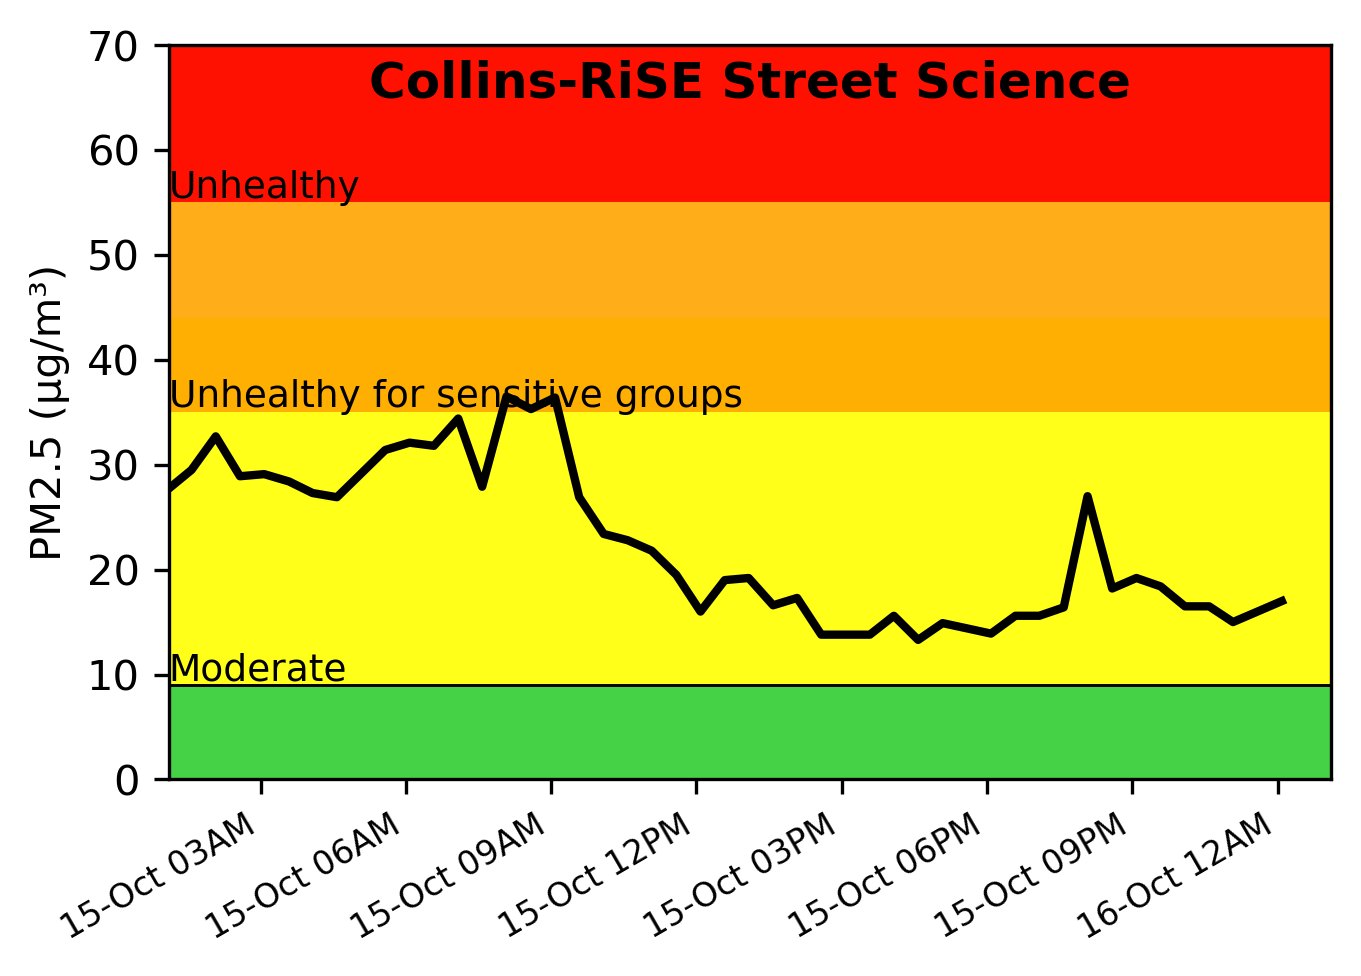 Collins-RiSE Street Science
PM2.5 (µg/m³)
70
60
50
40
30
20
10
0
Unhealthy
Unhealthy for sensitive groups
Moderate
15-Oct 03AM
15-Oct 06AM
15-Oct 09AM
15-Oct 12PM
15-Oct 03PM
15-Oct 06PM
15-Oct 09PM
16-Oct 12AM